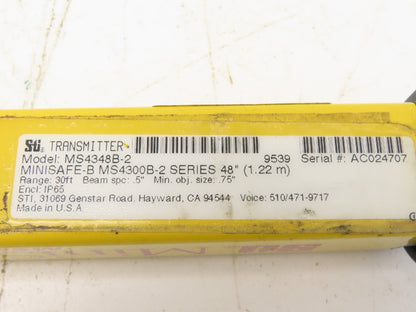 STI TRANSMITTER
Model: MS4348B-2 9539 Serial #: AC024707
MINISAFE-B MS4300B-2 SERIES 48" (1.22 m)
Range: 30ft Beam spc: .5" Min. obj. size: .75"
Encl: IP65
STI, 31069 Genstar Road, Hayward, CA 94544 Voice: 510/471-9717
Made in U.S.A.